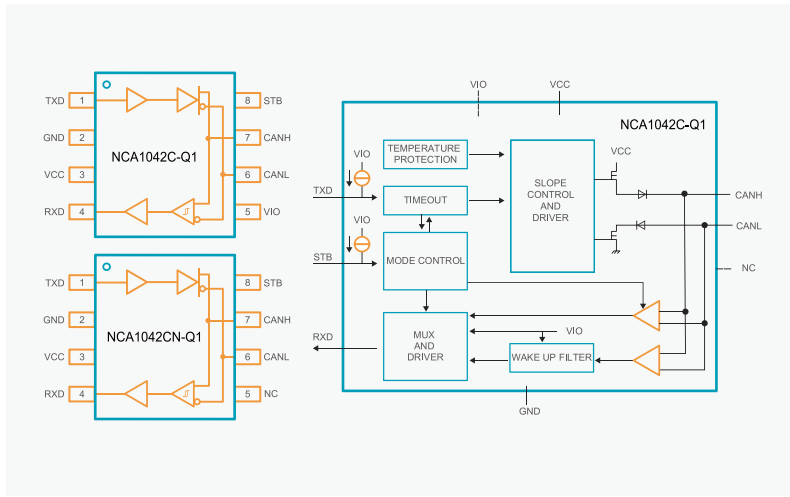 TXD 1
8 STB
GND 2
7 CANH
NCA1042C-Q1
VCC 3
6 CANL
RXD 4
5 VIO
TXD 1
8 STB
GND 2
7 CANH
NCA1042CN-Q1
VCC 3
6 CANL
RXD 4
5 NC
VIO
VCC
NCA1042C-Q1
TEMPERATURE
PROTECTION
VIO
VCC
TXD
TIMEOUT
SLOPE
CONTROL
AND
DRIVER
CANH
VIO
CANL
STB
MODE CONTROL
NC
RXD
MUX
AND
DRIVER
VIO
WAKE UP FILTER
GND